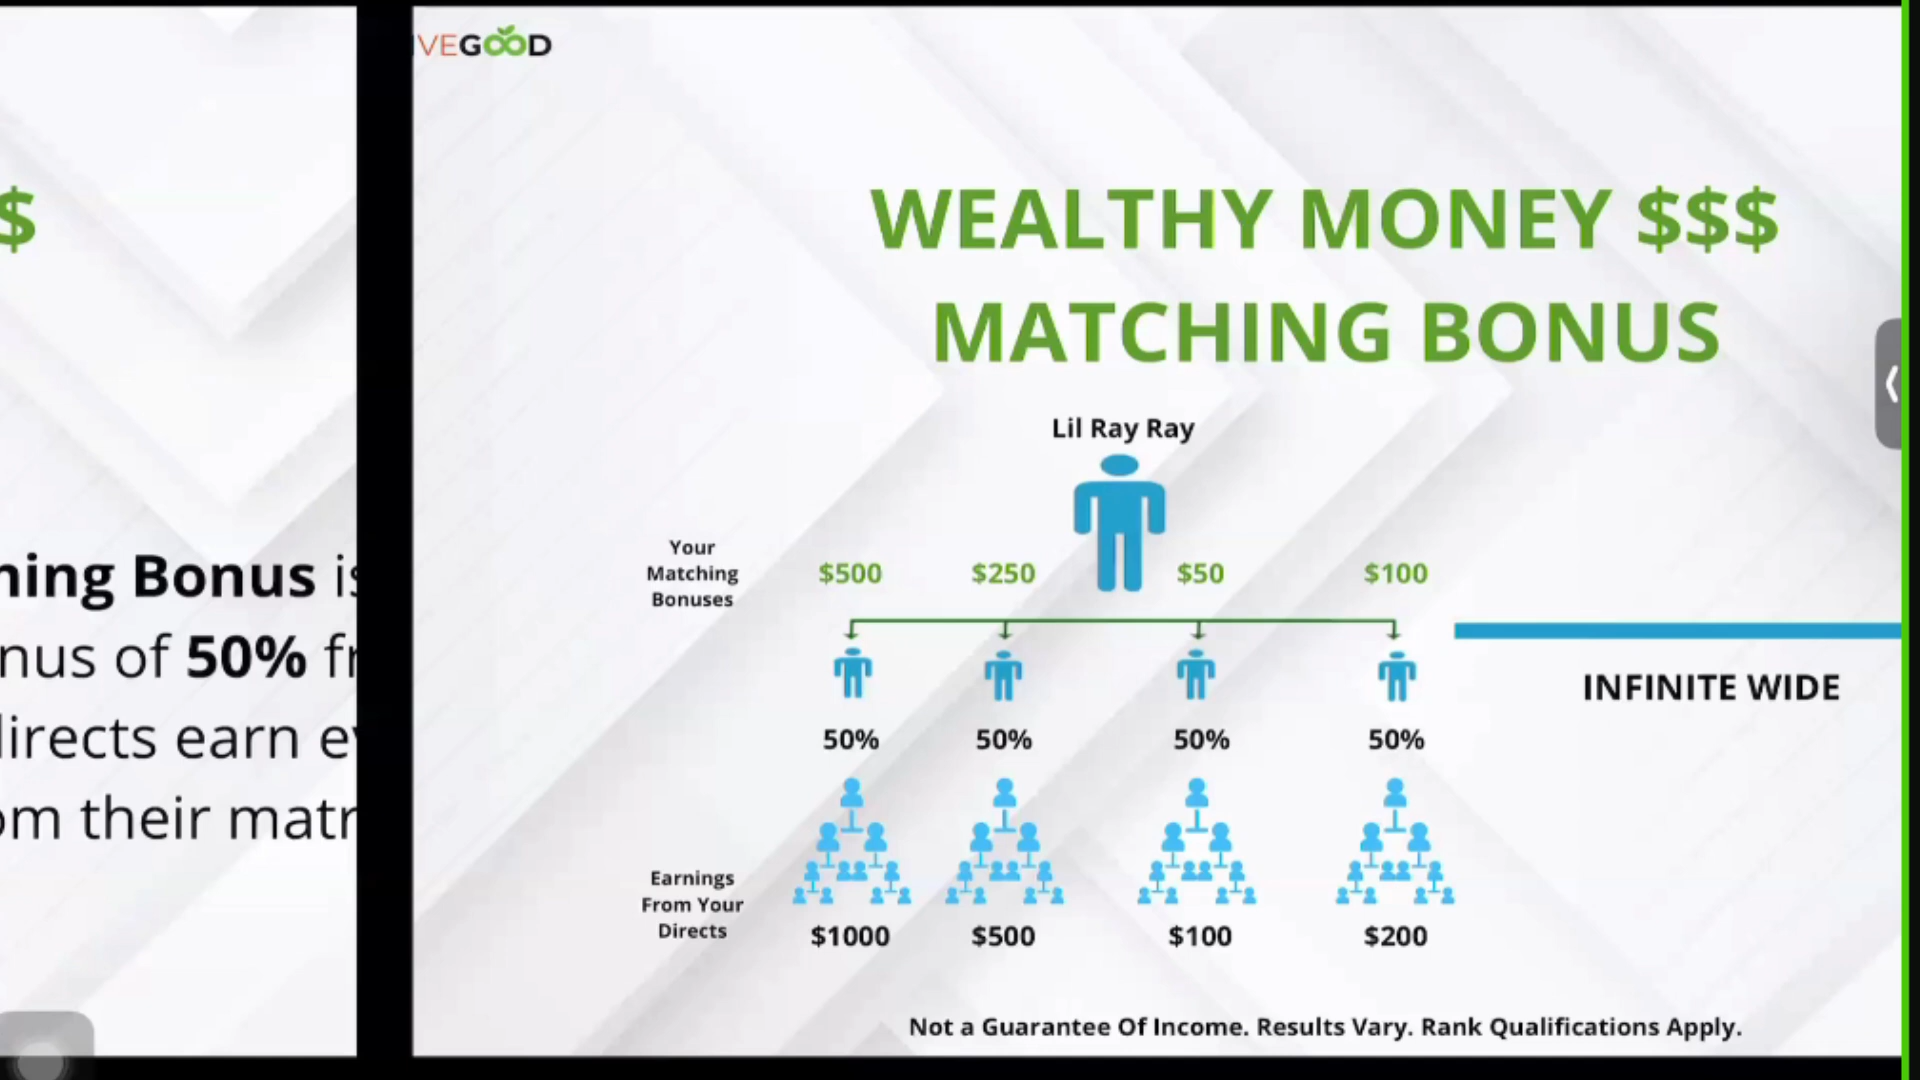 $
hing Bonus is
nus of 50% fr
directs earn ev
om their matr
VEGOOD
WEALTHY MONEY $$$
MATCHING BONUS
Lil Ray Ray
Your
Matching
Bonuses
$500 $250 $50 $100
INFINITE WIDE
50% 50% 50% 50%
Earnings
From Your
Directs
$1000 $500 $100 $200
Not a Guarantee Of Income. Results Vary. Rank Qualifications Apply.